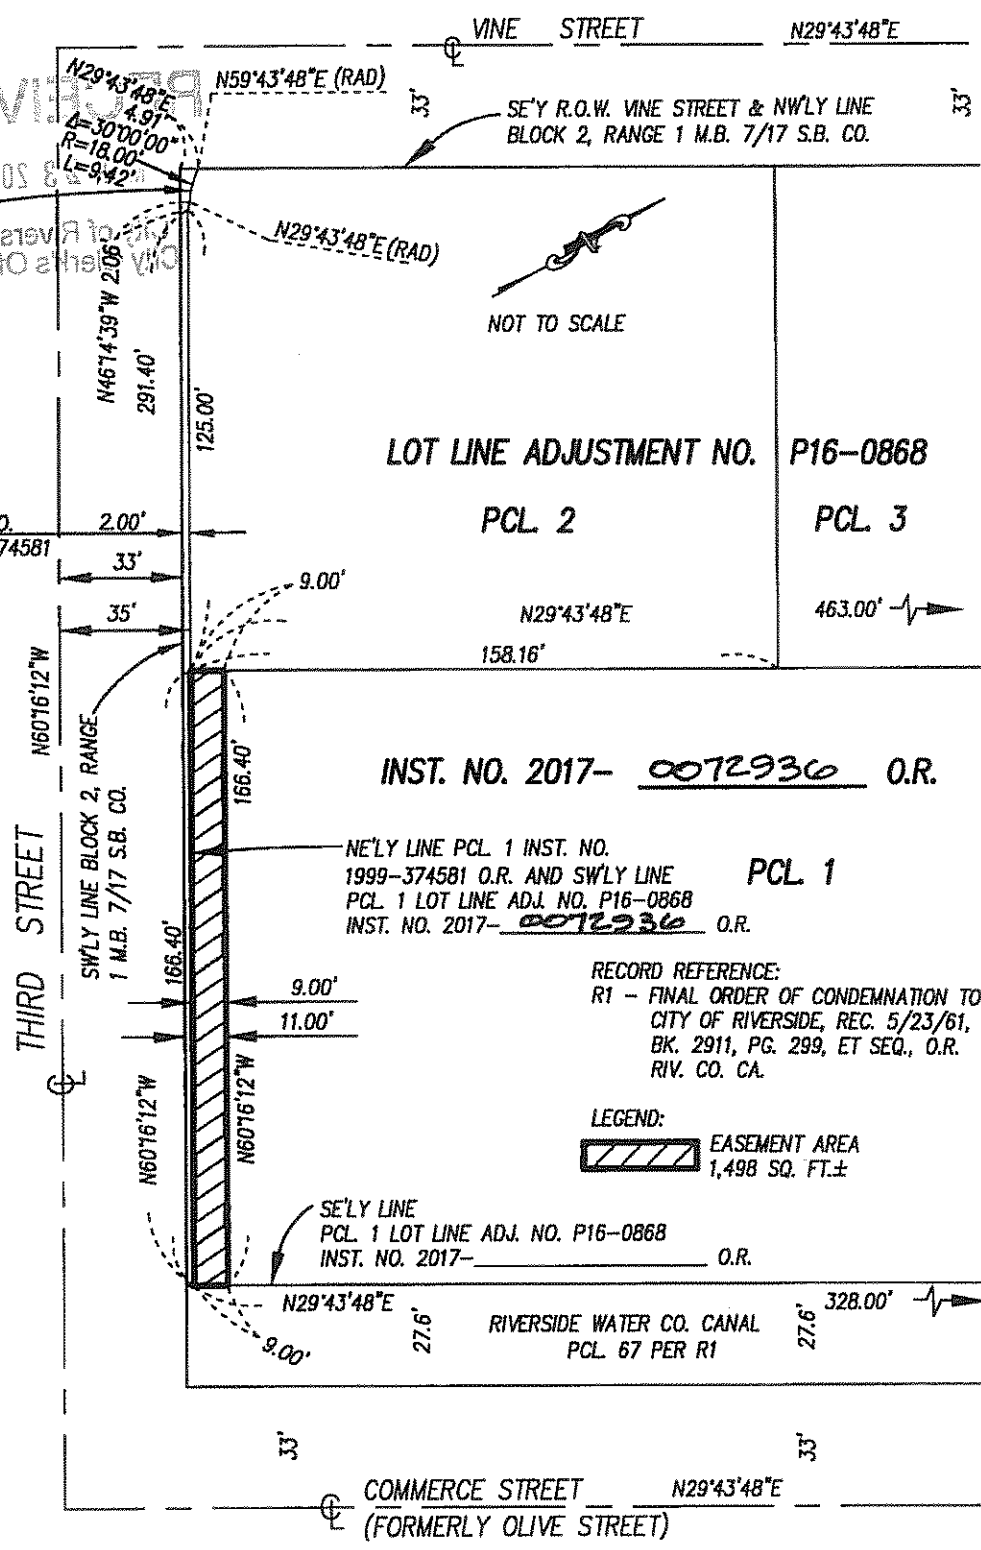 VINE STREET N29°43'48"E
℄
N29°43'48"E
4.91'
Δ=30°00'00"
R=18.00'
L=9.42'
N59°43'48"E (RAD)
33'
33'
SE'Y R.O.W. VINE STREET & NW'LY LINE
BLOCK 2, RANGE 1 M.B. 7/17 S.B. CO.
RECEIV
City of Rivers
City Clerk's Of
N29°43'48"E (RAD)
N46°14'39"W 2.06'
291.40'
125.00'
NOT TO SCALE
LOT LINE ADJUSTMENT NO. P16-0868
PCL. 2
PCL. 3
O.
74581
2.00'
33'
35'
9.00'
N29°43'48"E
158.16'
463.00'
N60°16'12"W
SW'LY LINE BLOCK 2, RANGE
1 M.B. 7/17 S.B. CO.
THIRD STREET
℄
166.40'
166.40'
INST. NO. 2017- 0072936 O.R.
NE'LY LINE PCL. 1 INST. NO.
1999-374581 O.R. AND SW'LY LINE
PCL. 1 LOT LINE ADJ. NO. P16-0868
INST. NO. 2017- 0072936 O.R.
PCL. 1
9.00'
11.00'
RECORD REFERENCE:
R1 - FINAL ORDER OF CONDEMNATION TO
CITY OF RIVERSIDE, REC. 5/23/61,
BK. 2911, PG. 299, ET SEQ., O.R.
RIV. CO. CA.
N60°16'12"W
N60°16'12"W
LEGEND:
EASEMENT AREA
1,498 SQ. FT.±
SE'LY LINE
PCL. 1 LOT LINE ADJ. NO. P16-0868
INST. NO. 2017-____ O.R.
N29°43'48"E
9.00'
27.6'
RIVERSIDE WATER CO. CANAL
PCL. 67 PER R1
27.6'
328.00'
33'
33'
COMMERCE STREET N29°43'48"E
℄
(FORMERLY OLIVE STREET)